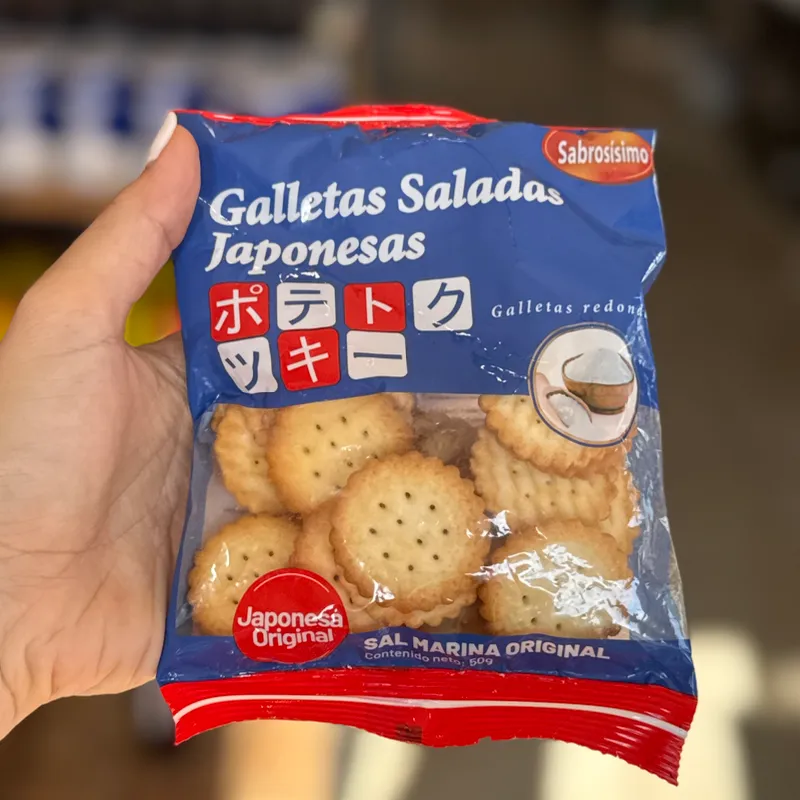 Sabrosísimo
Galletas Saladas
Japonesas
ポテトク
ッキー
Galletas
Japonesa
Original
SAL MARINA ORIGINAL
Contenido neto: 50g